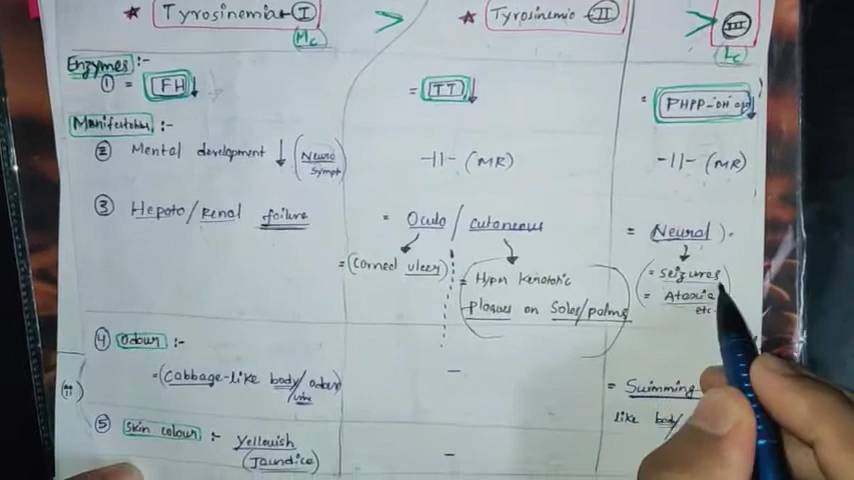 ★ Tyrosinemia - I > ★ Tyrosinemia - II > III
Mc Lc
Enzymes :-
① = FH ↓ = TT ↓ = PHPP-OH ↓
Manifestation :-
② Mental development ↓ (Neuro Sympt) -11- (MR) -11- (MR)
③ Hepato/Renal failure = Oculo / cutaneous = (Neural)
= (Corneal ulcer) = Hyper Keratotic = seizures
plaques on Soles/palms = Ataxia
etc.
④ Odour :-
= (Cabbage-like body/urine odour) - = Swimming
like body/
⑤ Skin colour :- Yellowish -
(Jaundice)